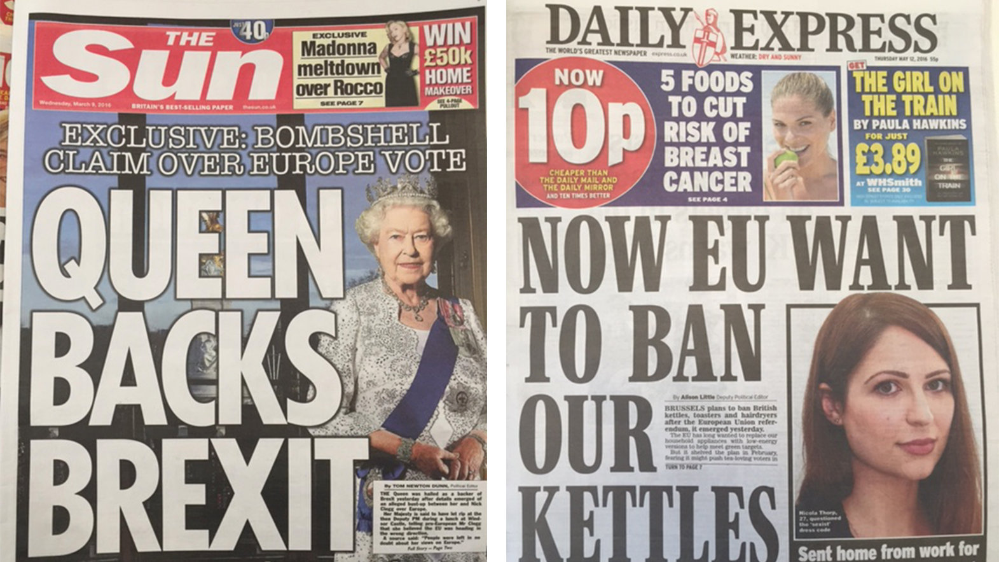 JUST 40p
THE
Sun
Wednesday, March 9, 2016
BRITAIN'S BEST-SELLING PAPER
thesun.co.uk
EXCLUSIVE
Madonna
meltdown
over Rocco
SEE PAGE 7
WIN
£50k
HOME
MAKEOVER
SEE 4-PAGE
PULLOUT
EXCLUSIVE: BOMBSHELL
CLAIM OVER EUROPE VOTE
QUEEN
BACKS
BREXIT
By TOM NEWTON DUNN, Political Editor
THE Queen was hailed as a backer of
Brexit yesterday after details emerged of
an alleged bust-up between her and Nick
Clegg over Europe.
Her Majesty is said to have let rip at the
then Deputy PM during a lunch at Wind-
sor Castle, telling pro-European Mr Clegg
that she believed the EU was heading in
the wrong direction.
A source said: "People were left in no
doubt about her views on Europe."
Full Story — Page Two
DAILY EXPRESS
THE WORLD'S GREATEST NEWSPAPER
express.co.uk
WEATHER: DRY AND SUNNY
THURSDAY MAY 12, 2016 55p
NOW
10p
CHEAPER THAN
THE DAILY MAIL AND
THE DAILY MIRROR
AND TEN TIMES BETTER
5 FOODS
TO CUT
RISK OF
BREAST
CANCER
SEE PAGE 4
GET
THE GIRL ON
THE TRAIN
BY PAULA HAWKINS
FOR JUST
£3.89
AT WHSmith
SEE PAGE 30
PAULA
HAWKINS
THE
GIRL
ON THE
TRAIN
NOW EU WANT
TO BAN
OUR
KETTLES
By Alison Little Deputy Political Editor
BRUSSELS plans to ban British
kettles, toasters and hairdryers
after the European Union refer-
endum, it emerged yesterday.
The EU has long wanted to replace our
household appliances with low-energy
versions to help meet green targets.
But it shelved the plan in February,
fearing it might push tea-loving voters in
TURN TO PAGE 7
Nicola Thorp,
27, questioned
the 'sexist'
dress code
Sent home from work for